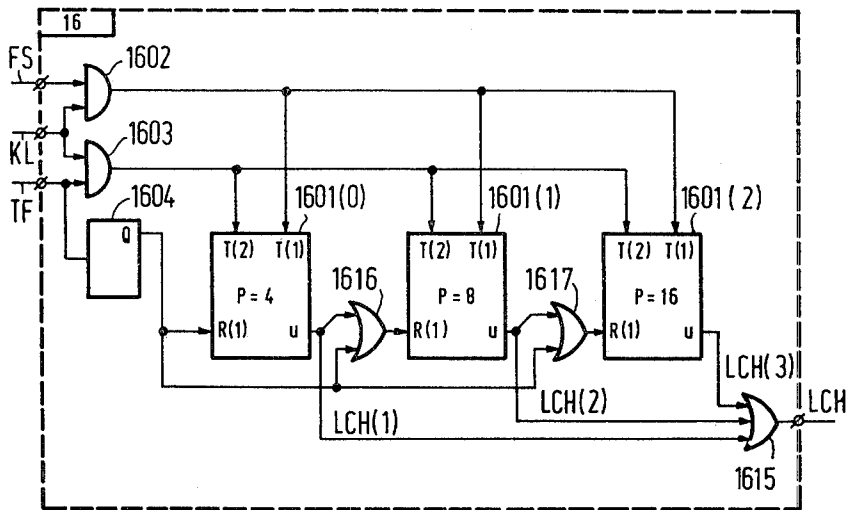 16
FS
1602
KL
1603
TF
1604
Q
1601(0)
1601(1)
1601(2)
T(2) T(1)
T(2) T(1)
T(2) T(1)
P = 4
P = 8
P = 16
1616
1617
R(1) u
R(1) u
R(1) u
LCH(1)
LCH(2)
LCH(3)
LCH
1615